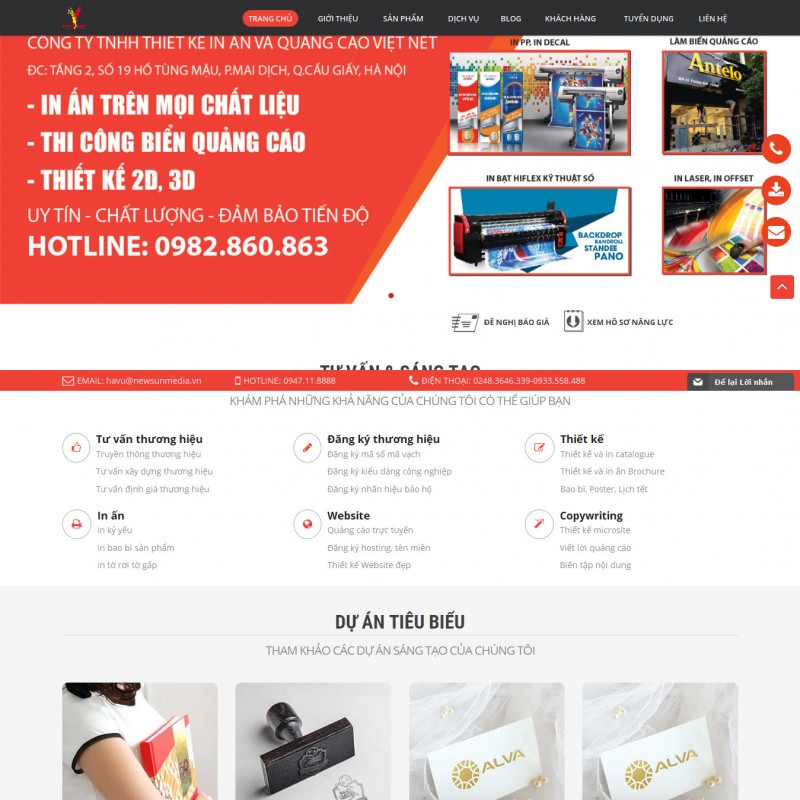 TRANG CHỦ GIỚI THIỆU SẢN PHẨM DỊCH VỤ BLOG KHÁCH HÀNG TUYỂN DỤNG LIÊN HỆ
CÔNG TY TNHH THIẾT KẾ IN ẤN VÀ QUẢNG CÁO VIỆT NÉT
ĐC: TẦNG 2, SỐ 19 HỒ TÙNG MẬU, P.MAI DỊCH, Q.CẦU GIẤY, HÀ NỘI
- IN ẤN TRÊN MỌI CHẤT LIỆU
- THI CÔNG BIỂN QUẢNG CÁO
- THIẾT KẾ 2D, 3D
UY TÍN - CHẤT LƯỢNG - ĐẢM BẢO TIẾN ĐỘ
HOTLINE: 0982.860.863
IN PP, IN DECAL
LÀM BIỂN QUẢNG CÁO
Antelo
IN BẠT HIFLEX KỸ THUẬT SỐ
IN LASER, IN OFFSET
BACKDROP
BANDROLL
STANDEE
PANO
ĐỀ NGHỊ BÁO GIÁ
XEM HỒ SƠ NĂNG LỰC
TƯ VẤN & SÁNG TẠO
EMAIL: havu@newsunmedia.vn HOTLINE: 0947.11.8888 ĐIỆN THOẠI: 0248.3646.339-0933.558.488 Để lại Lời nhắn
KHÁM PHÁ NHỮNG KHẢ NĂNG CỦA CHÚNG TÔI CÓ THỂ GIÚP BẠN
Tư vấn thương hiệu
Truyền thông thương hiệu
Tư vấn xây dựng thương hiệu
Tư vấn định giá thương hiệu
Đăng ký thương hiệu
Đăng ký mã số mã vạch
Đăng ký kiểu dáng công nghiệp
Đăng ký nhãn hiệu bảo hộ
Thiết kế
Thiết kế và in catalogue
Thiết kế và in ấn Brochure
Bao bì, Poster, Lịch tết
In ấn
In kỷ yếu
In bao bì sản phẩm
In tờ rơi tờ gấp
Website
Quảng cáo trực tuyến
Đăng ký hosting, tên miền
Thiết kế Website đẹp
Copywriting
Thiết kế microsite
Viết lời quảng cáo
Biên tập nội dung
DỰ ÁN TIÊU BIỂU
THAM KHẢO CÁC DỰ ÁN SÁNG TẠO CỦA CHÚNG TÔI
ALVA
ALVA